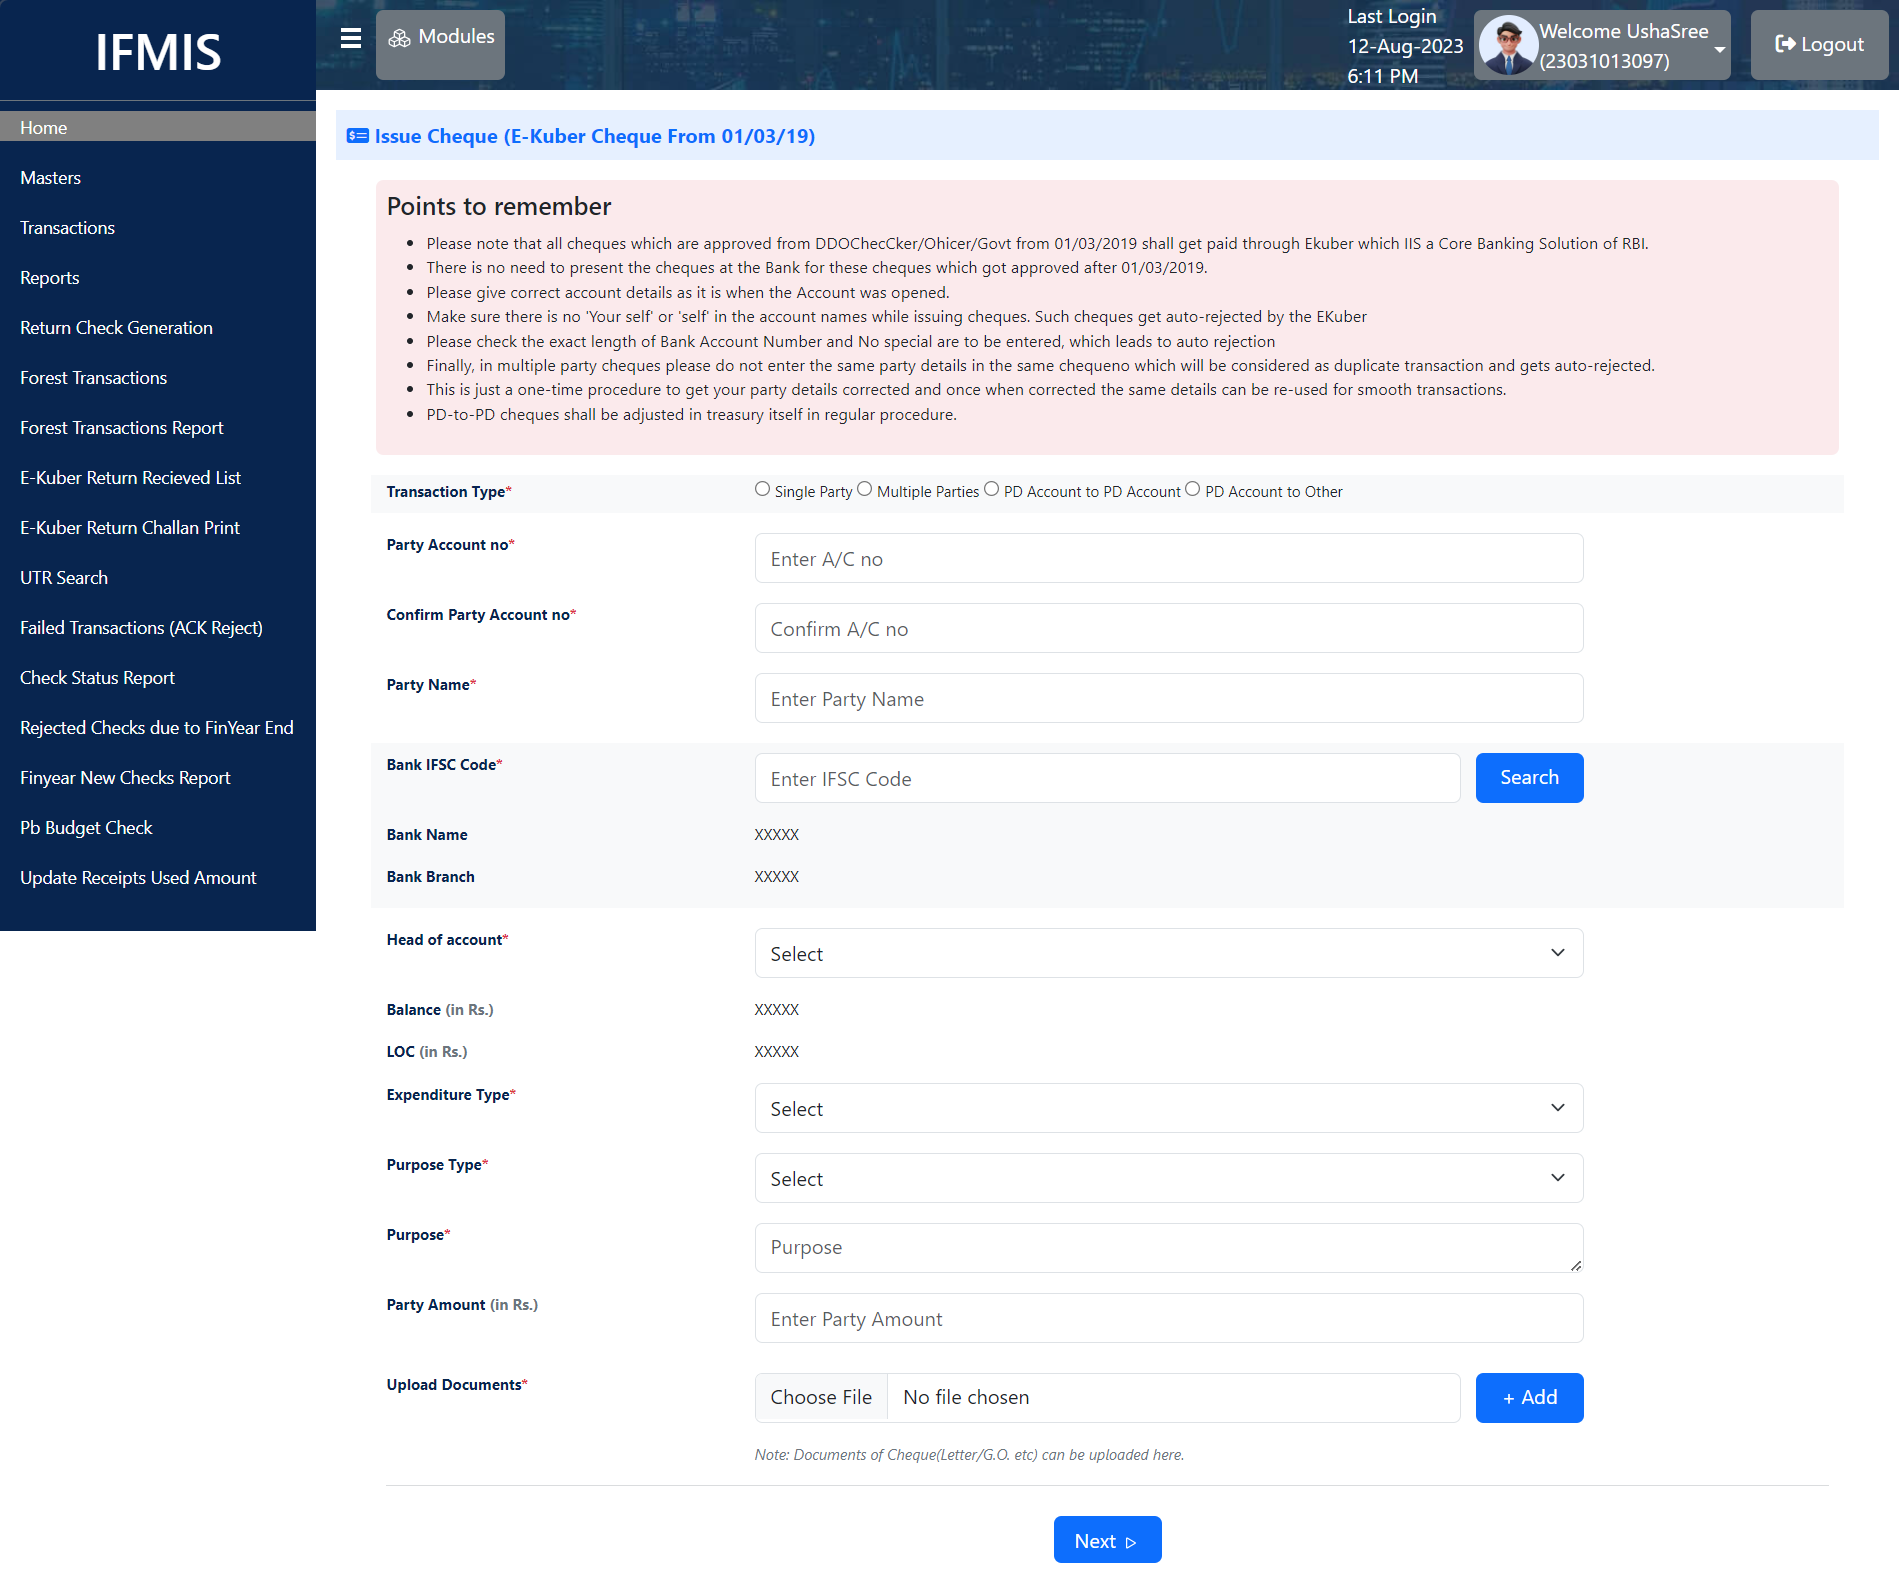 IFMIS
Modules
Last Login
12-Aug-2023
6:11 PM
Welcome UshaSree
(23031013097)
Logout
Home
Masters
Transactions
Reports
Return Check Generation
Forest Transactions
Forest Transactions Report
E-Kuber Return Recieved List
E-Kuber Return Challan Print
UTR Search
Failed Transactions (ACK Reject)
Check Status Report
Rejected Checks due to FinYear End
Finyear New Checks Report
Pb Budget Check
Update Receipts Used Amount
Issue Cheque (E-Kuber Cheque From 01/03/19)
Points to remember
• Please note that all cheques which are approved from DDOChecCker/Ohicer/Govt from 01/03/2019 shall get paid through Ekuber which IIS a Core Banking Solution of RBI.
• There is no need to present the cheques at the Bank for these cheques which got approved after 01/03/2019.
• Please give correct account details as it is when the Account was opened.
• Make sure there is no 'Your self' or 'self' in the account names while issuing cheques. Such cheques get auto-rejected by the EKuber
• Please check the exact length of Bank Account Number and No special are to be entered, which leads to auto rejection
• Finally, in multiple party cheques please do not enter the same party details in the same chequeno which will be considered as duplicate transaction and gets auto-rejected.
• This is just a one-time procedure to get your party details corrected and once when corrected the same details can be re-used for smooth transactions.
• PD-to-PD cheques shall be adjusted in treasury itself in regular procedure.
Transaction Type* Single Party Multiple Parties PD Account to PD Account PD Account to Other
Party Account no* Enter A/C no
Confirm Party Account no* Confirm A/C no
Party Name* Enter Party Name
Bank IFSC Code* Enter IFSC Code Search
Bank Name XXXXX
Bank Branch XXXXX
Head of account* Select
Balance (in Rs.) XXXXX
LOC (in Rs.) XXXXX
Expenditure Type* Select
Purpose Type* Select
Purpose* Purpose
Party Amount (in Rs.) Enter Party Amount
Upload Documents* Choose File No file chosen + Add
Note: Documents of Cheque(Letter/G.O. etc) can be uploaded here.
Next